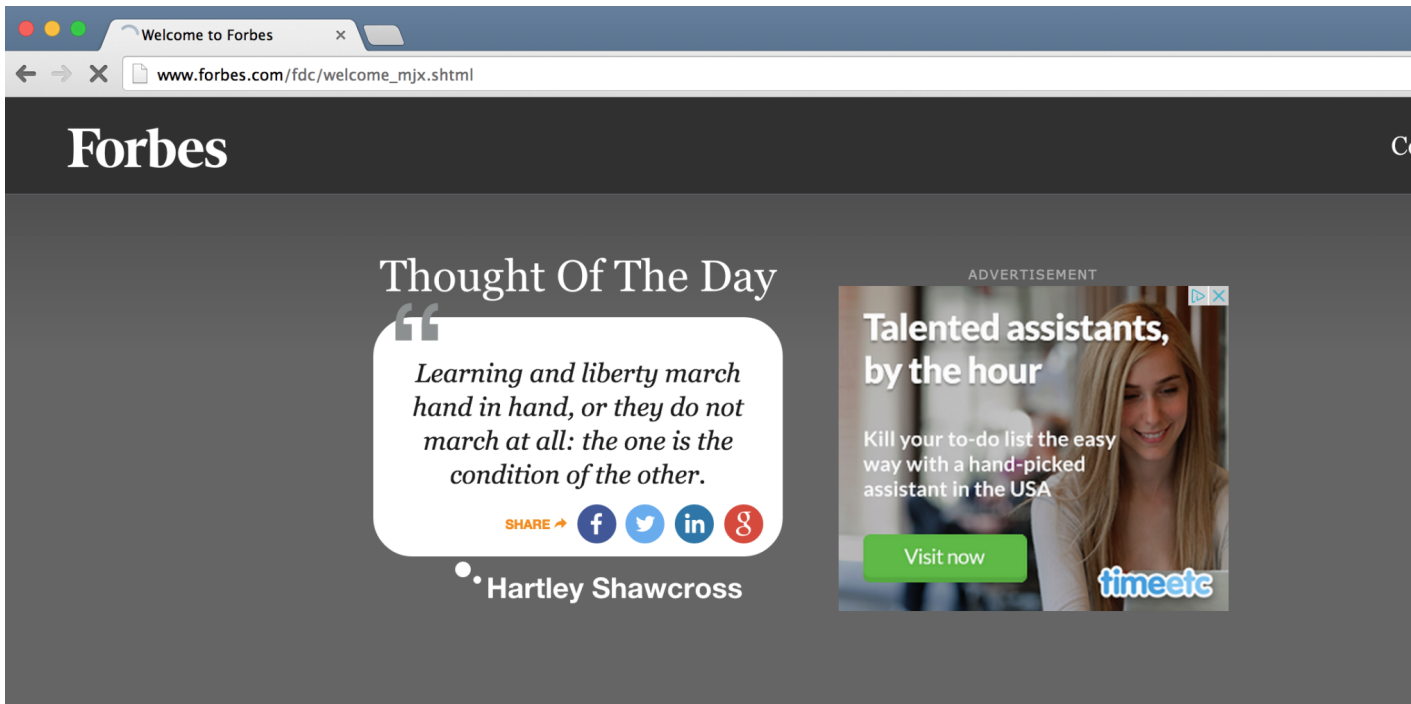 Welcome to Forbes
www.forbes.com/fdc/welcome_mjx.shtml
Forbes
Thought Of The Day
“
Learning and liberty march
hand in hand, or they do not
march at all: the one is the
condition of the other.
SHARE
f
in
g
Hartley Shawcross
ADVERTISEMENT
Talented assistants,
by the hour
Kill your to-do list the easy
way with a hand-picked
assistant in the USA
Visit now
timeetc